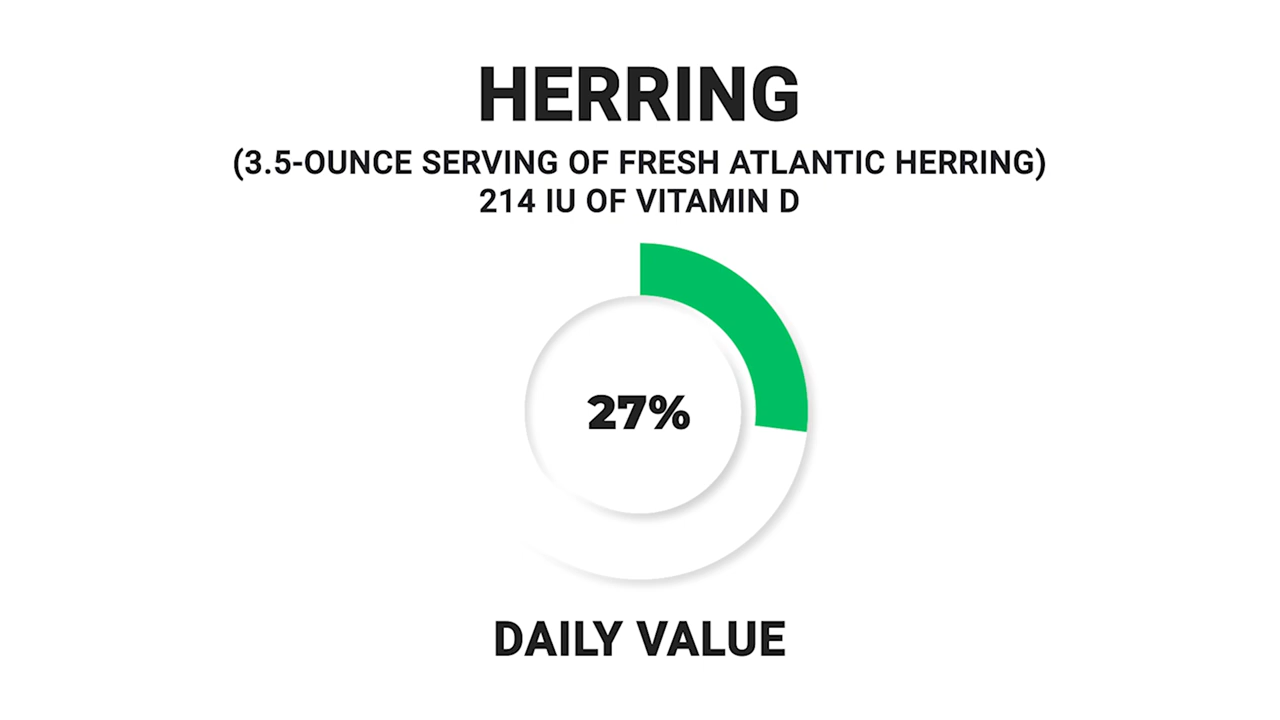 HERRING
(3.5-OUNCE SERVING OF FRESH ATLANTIC HERRING)
214 IU OF VITAMIN D
27%
DAILY VALUE